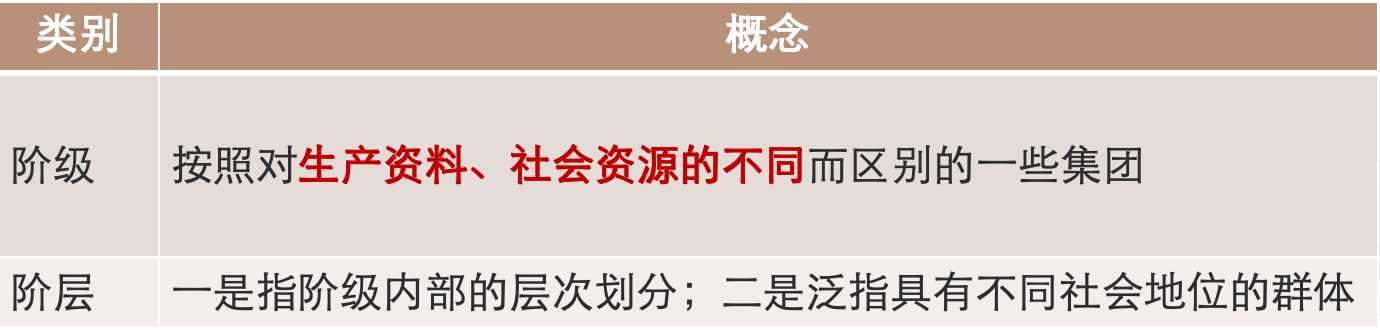 类别 概念
阶级 按照对生产资料、社会资源的不同而区别的一些集团
阶层 一是指阶级内部的层次划分；二是泛指具有不同社会地位的群体